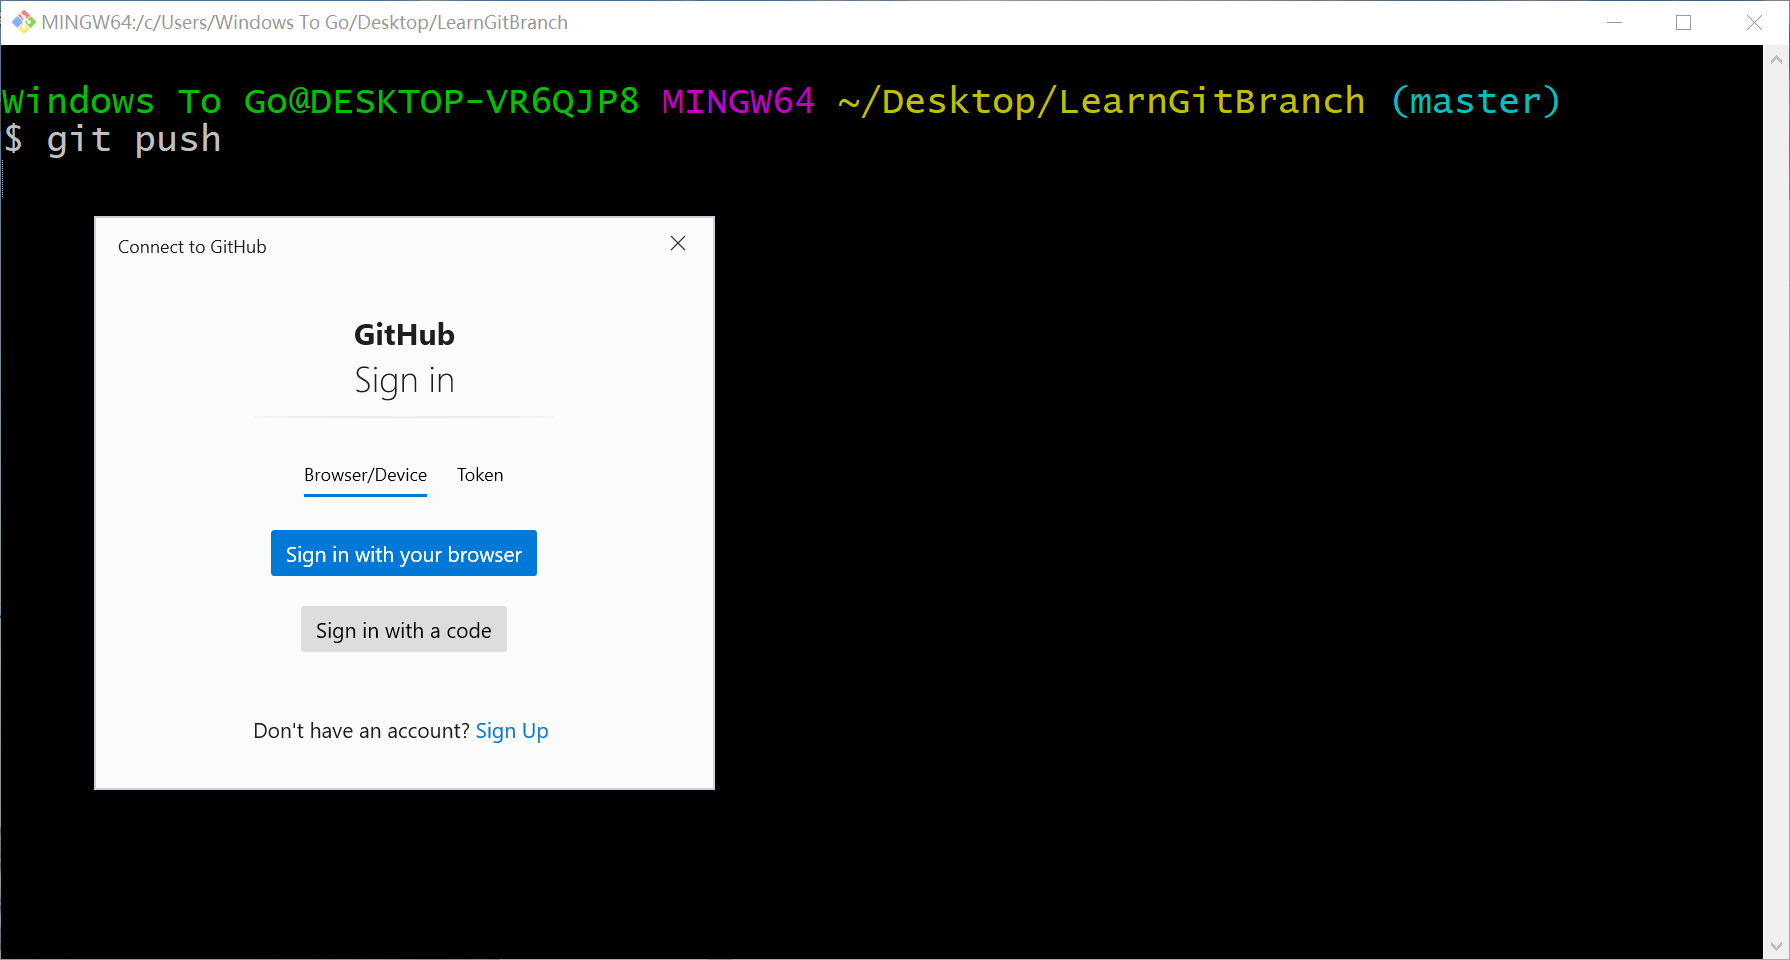 MINGW64:/c/Users/Windows To Go/Desktop/LearnGitBranch
Windows To Go@DESKTOP-VR6QJP8 MINGW64 ~/Desktop/LearnGitBranch (master)
$ git push
Connect to GitHub
GitHub
Sign in
Browser/Device Token
Sign in with your browser
Sign in with a code
Don't have an account? Sign Up